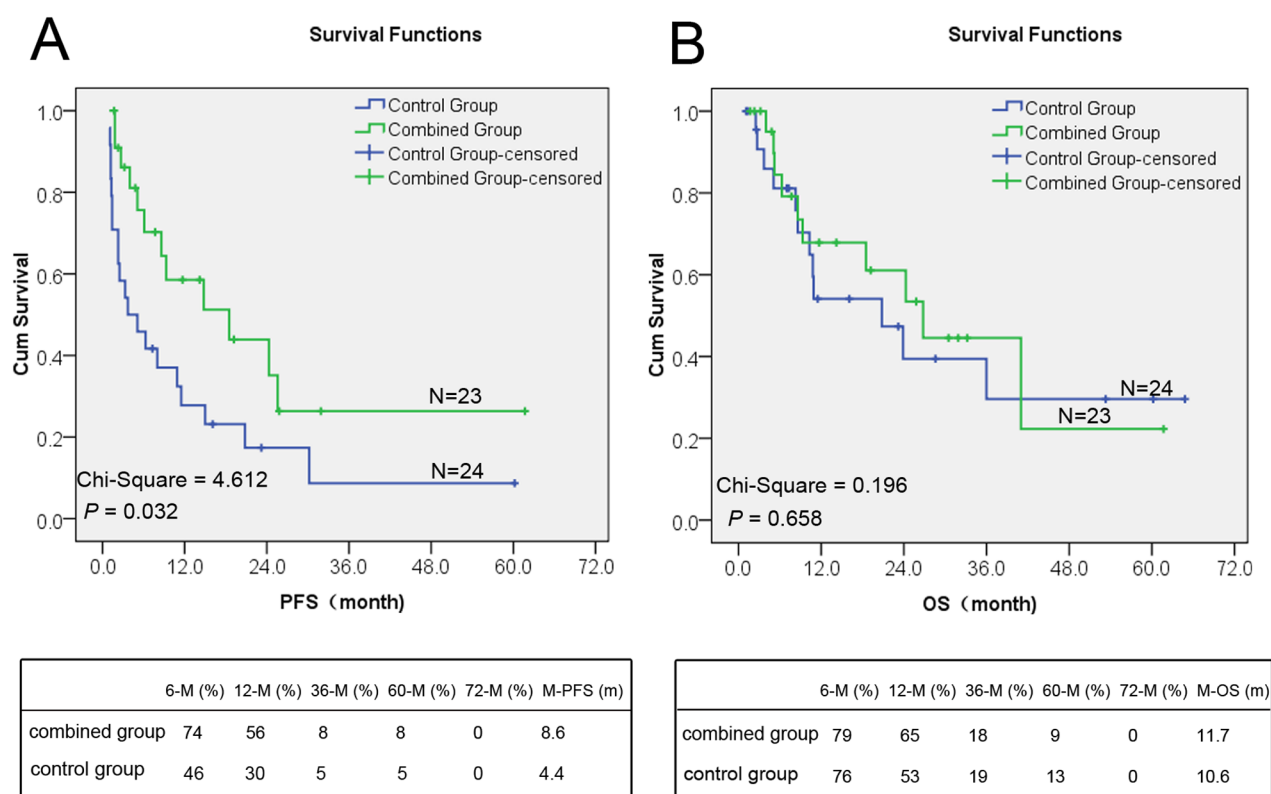 A
Survival Functions
Control Group
Combined Group
Control Group-censored
Combined Group-censored
Cum Survival
1.0
0.8
0.6
0.4
0.2
0.0
N=23
N=24
Chi-Square = 4.612
P = 0.032
0.0 12.0 24.0 36.0 48.0 60.0 72.0
PFS（month)
6-M (%) 12-M (%) 36-M (%) 60-M (%) 72-M (%) M-PFS (m)
combined group 74 56 8 8 0 8.6
control group 46 30 5 5 0 4.4
B
Survival Functions
Control Group
Combined Group
Control Group-censored
Combined Group-censored
Cum Survival
1.0
0.8
0.6
0.4
0.2
0.0
N=24
N=23
Chi-Square = 0.196
P = 0.658
0.0 12.0 24.0 36.0 48.0 60.0 72.0
OS（month)
6-M (%) 12-M (%) 36-M (%) 60-M (%) 72-M (%) M-OS (m)
combined group 79 65 18 9 0 11.7
control group 76 53 19 13 0 10.6